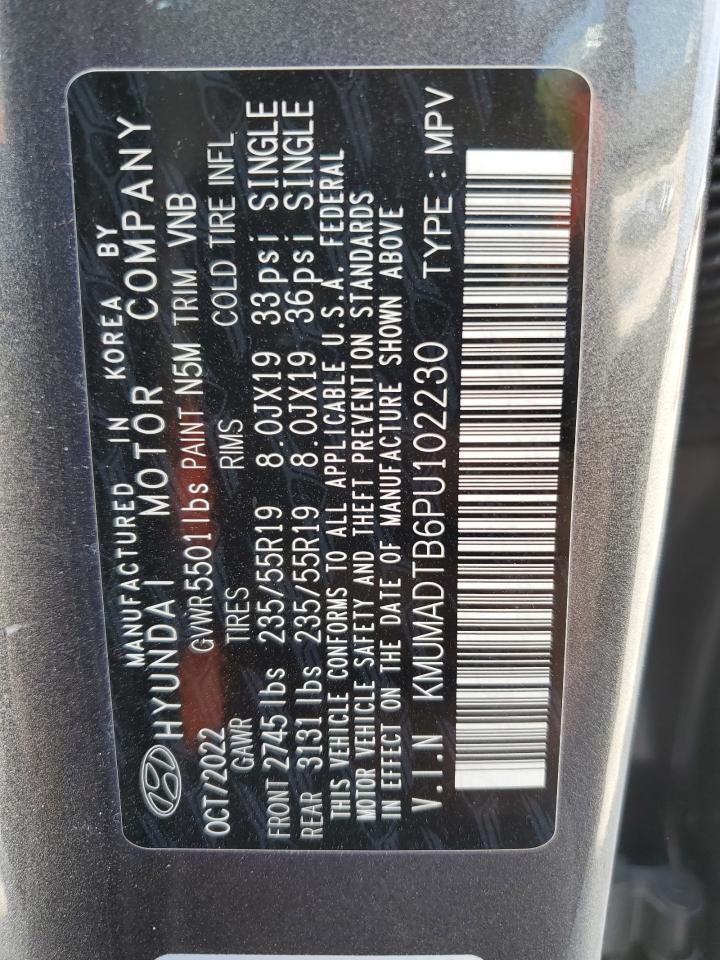 MANUFACTURED IN KOREA BY
HYUNDAI MOTOR COMPANY
OCT/2022 GVWR 5501 lbs PAINT N5M TRIM VNB
GAWR TIRES RIMS COLD TIRE INFL
FRONT 2745 lbs 235/55R19 8.0JX19 33psi SINGLE
REAR 3131 lbs 235/55R19 8.0JX19 36psi SINGLE
THIS VEHICLE CONFORMS TO ALL APPLICABLE U.S.A. FEDERAL
MOTOR VEHICLE SAFETY AND THEFT PREVENTION STANDARDS
IN EFFECT ON THE DATE OF MANUFACTURE SHOWN ABOVE
V.I.N KMUMADTB6PU102230 TYPE : MPV